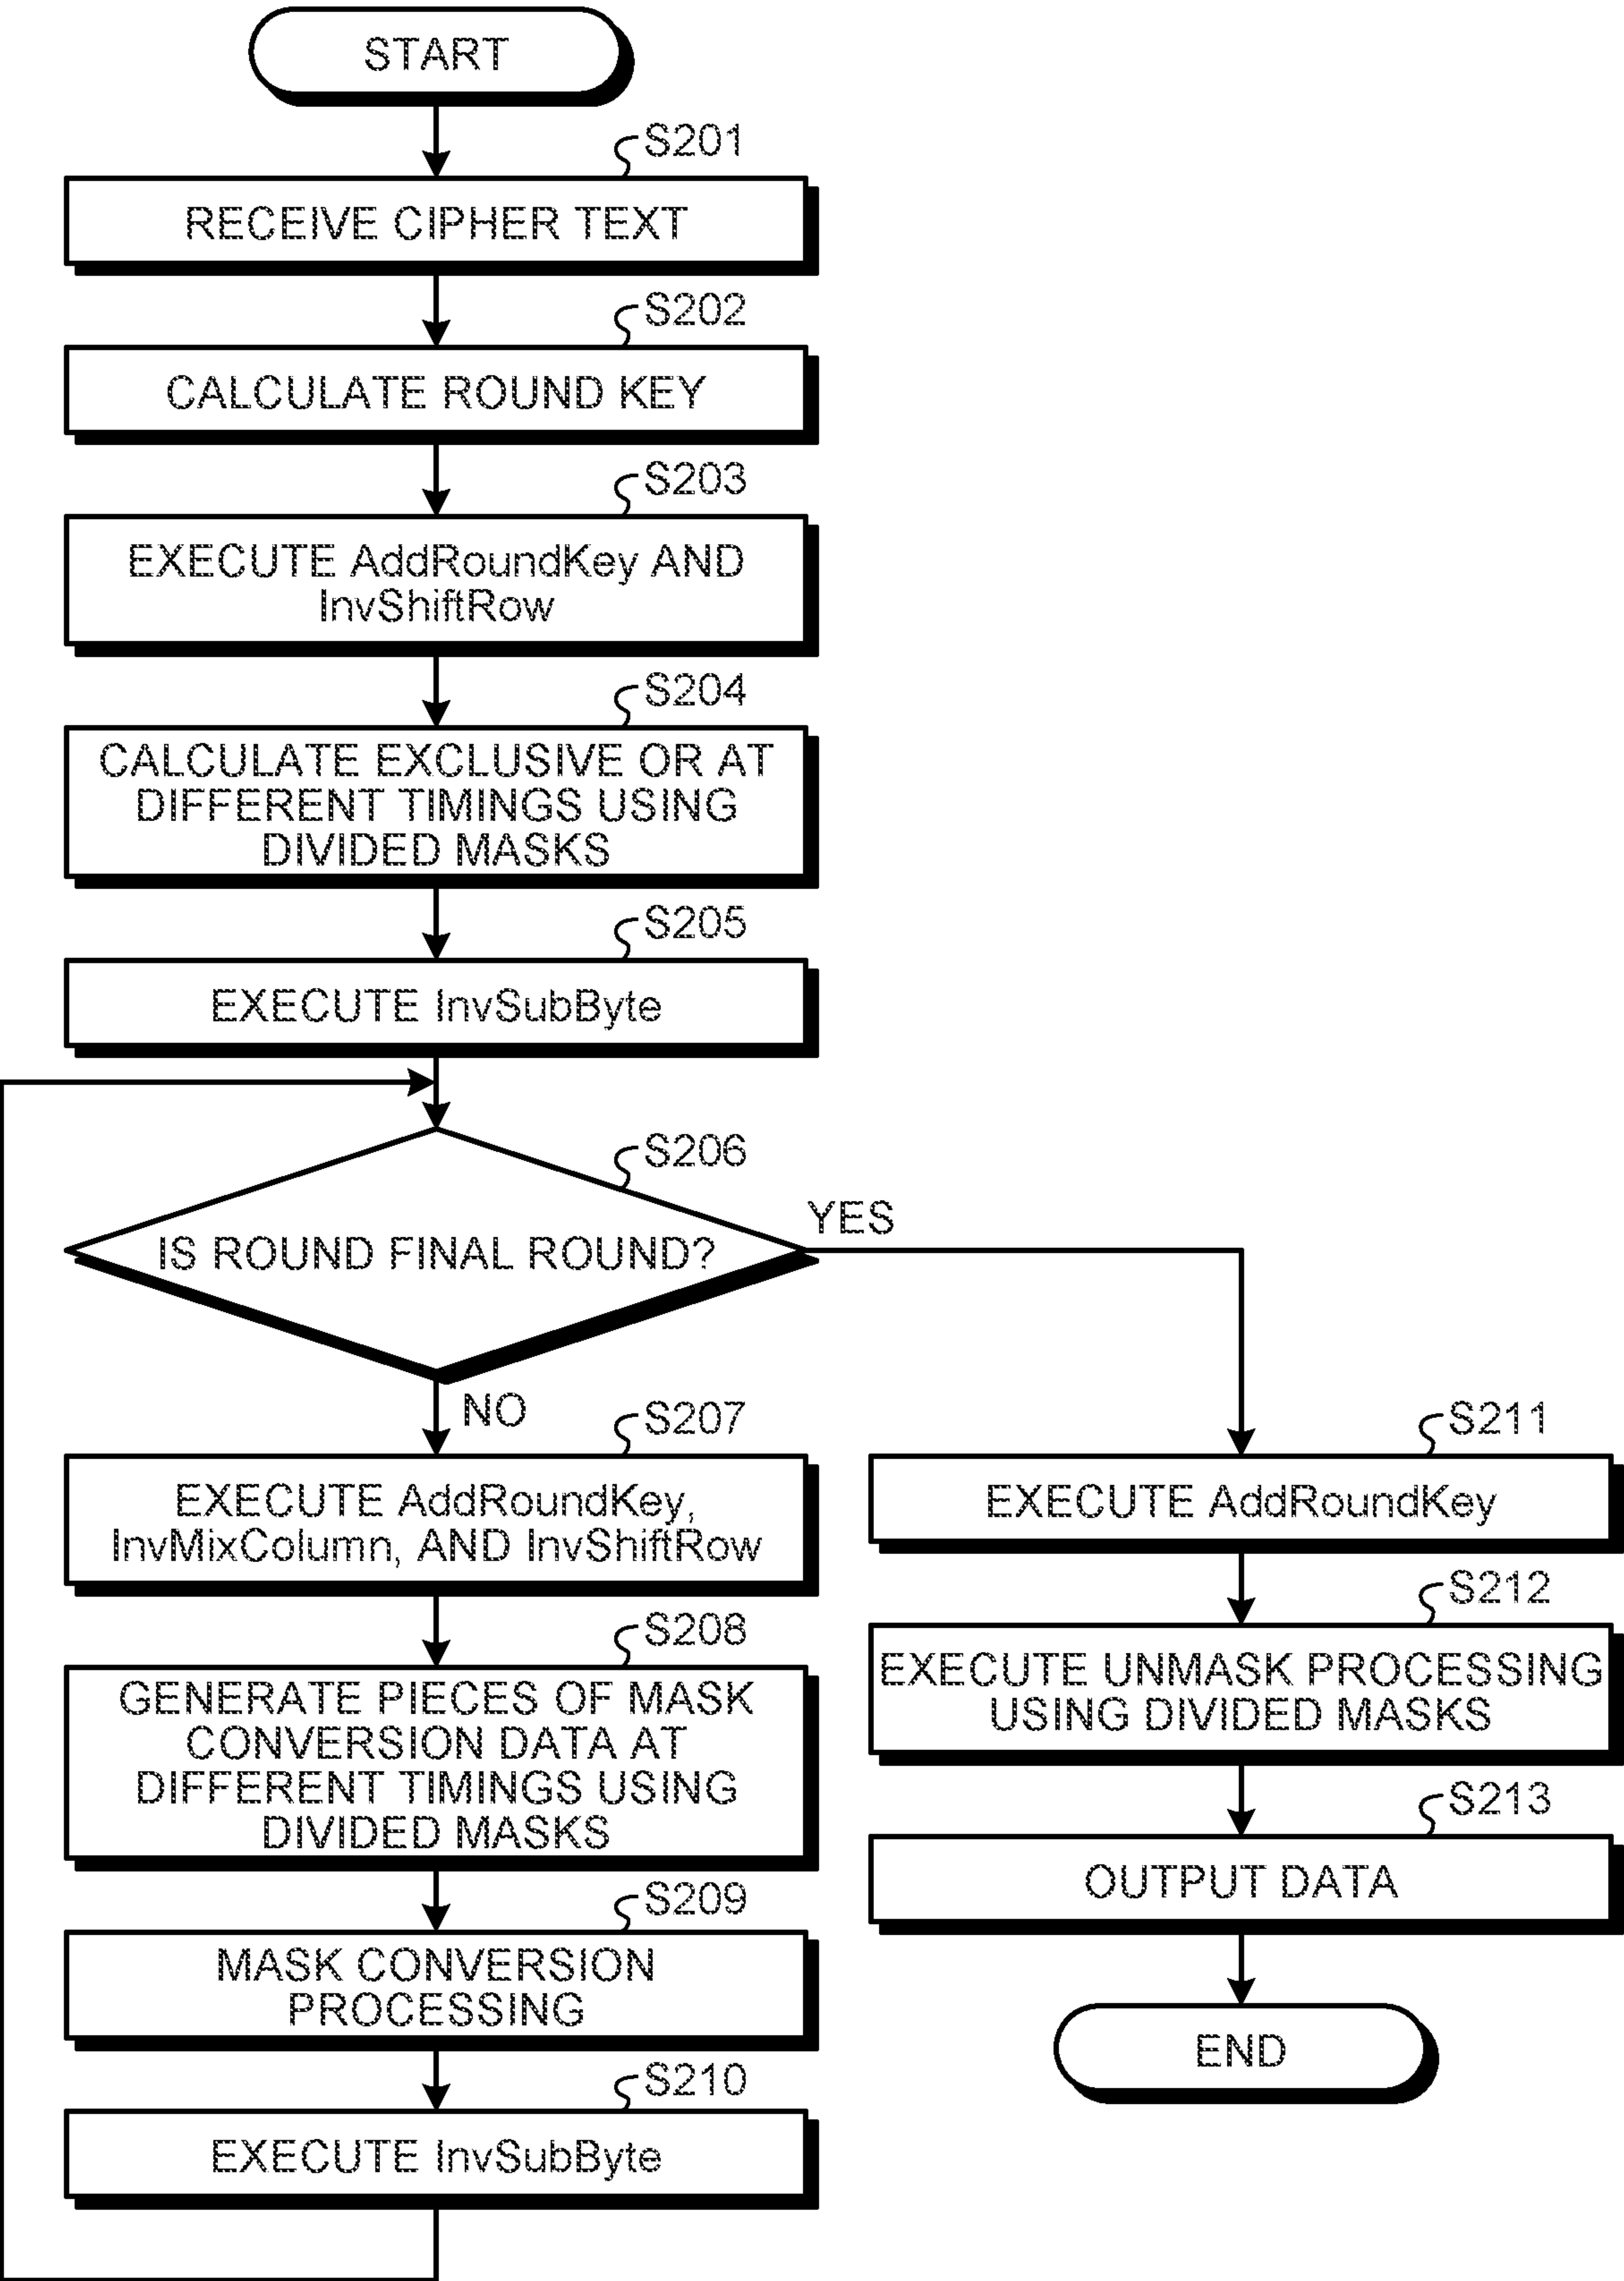 START
S201
RECEIVE CIPHER TEXT
S202
CALCULATE ROUND KEY
S203
EXECUTE AddRoundKey AND
InvShiftRow
S204
CALCULATE EXCLUSIVE OR AT
DIFFERENT TIMINGS USING
DIVIDED MASKS
S205
EXECUTE InvSubByte
S206
IS ROUND FINAL ROUND?
YES
NO
S207
EXECUTE AddRoundKey,
InvMixColumn, AND InvShiftRow
S208
GENERATE PIECES OF MASK
CONVERSION DATA AT
DIFFERENT TIMINGS USING
DIVIDED MASKS
S209
MASK CONVERSION
PROCESSING
S210
EXECUTE InvSubByte
S211
EXECUTE AddRoundKey
S212
EXECUTE UNMASK PROCESSING
USING DIVIDED MASKS
S213
OUTPUT DATA
END